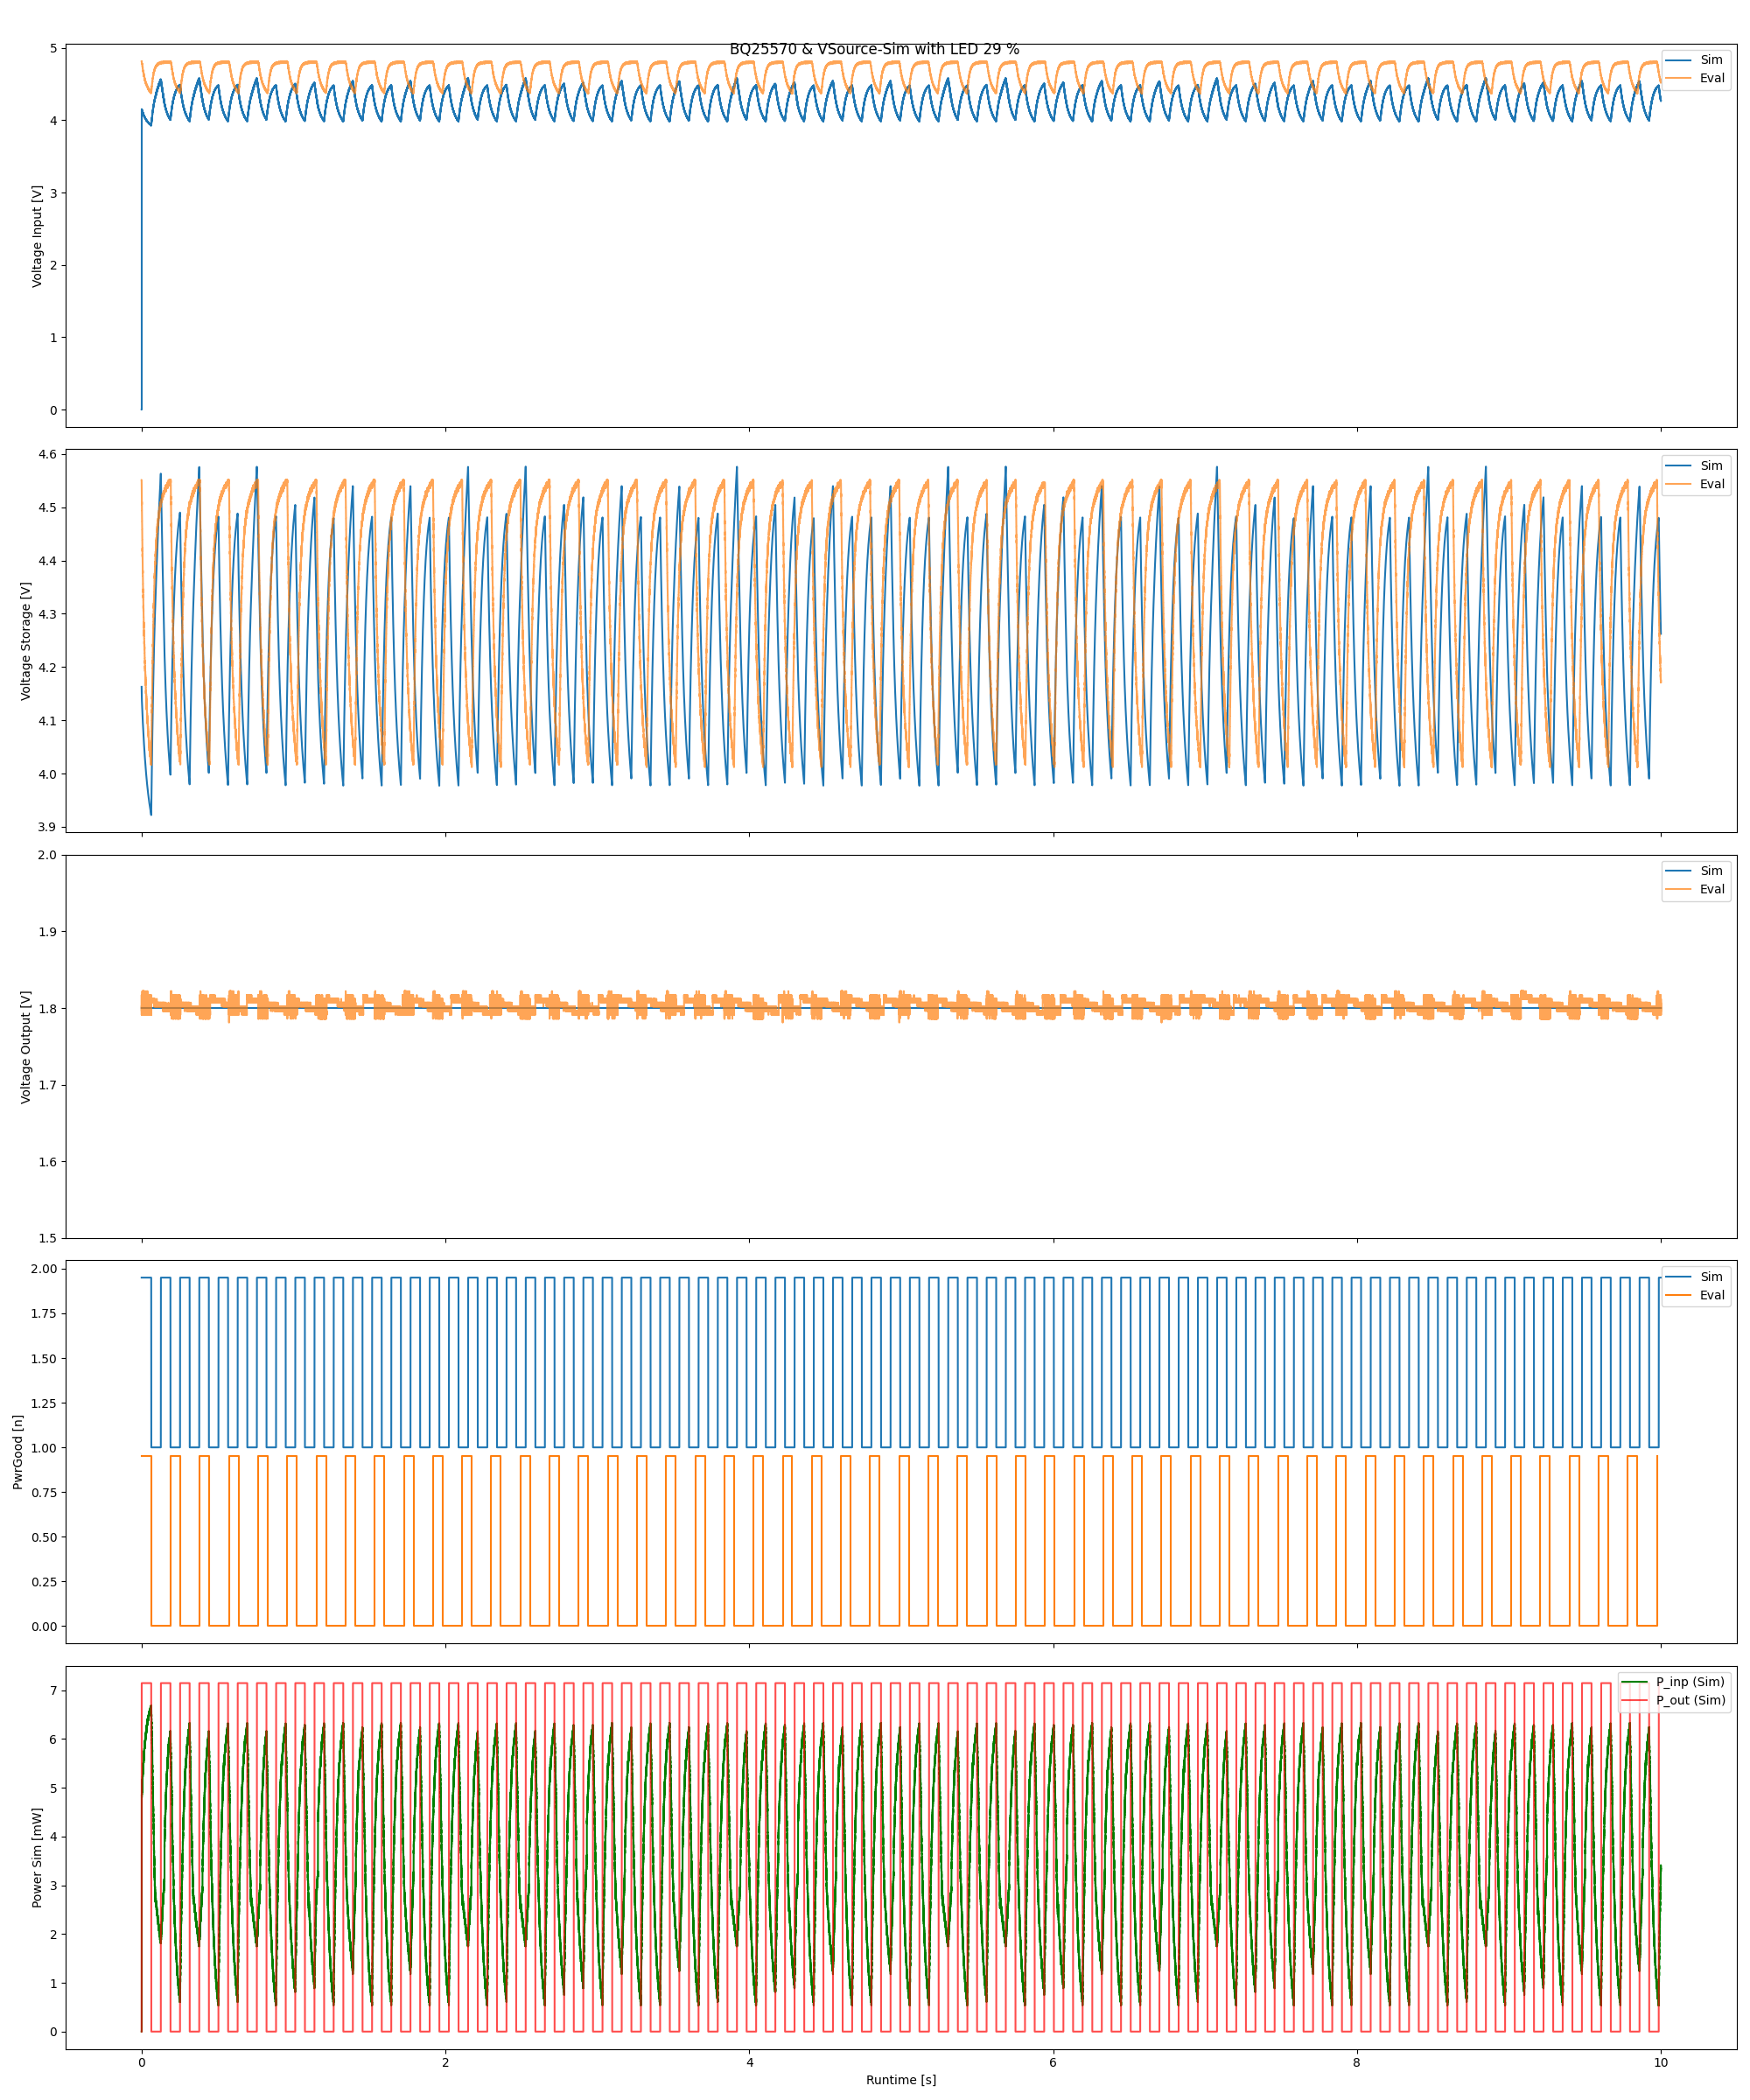 BQ25570 & VSource-Sim with LED 29 %
5
4
3
2
1
0
Voltage Input [V]
Sim
Eval
4.6
4.5
4.4
4.3
4.2
4.1
4.0
3.9
Voltage Storage [V]
Sim
Eval
2.0
1.9
1.8
1.7
1.6
1.5
Voltage Output [V]
Sim
Eval
2.00
1.75
1.50
1.25
1.00
0.75
0.50
0.25
0.00
PwrGood [n]
Sim
Eval
7
6
5
4
3
2
1
0
Power Sim [mW]
P_inp (Sim)
P_out (Sim)
0
2
4
6
8
10
Runtime [s]